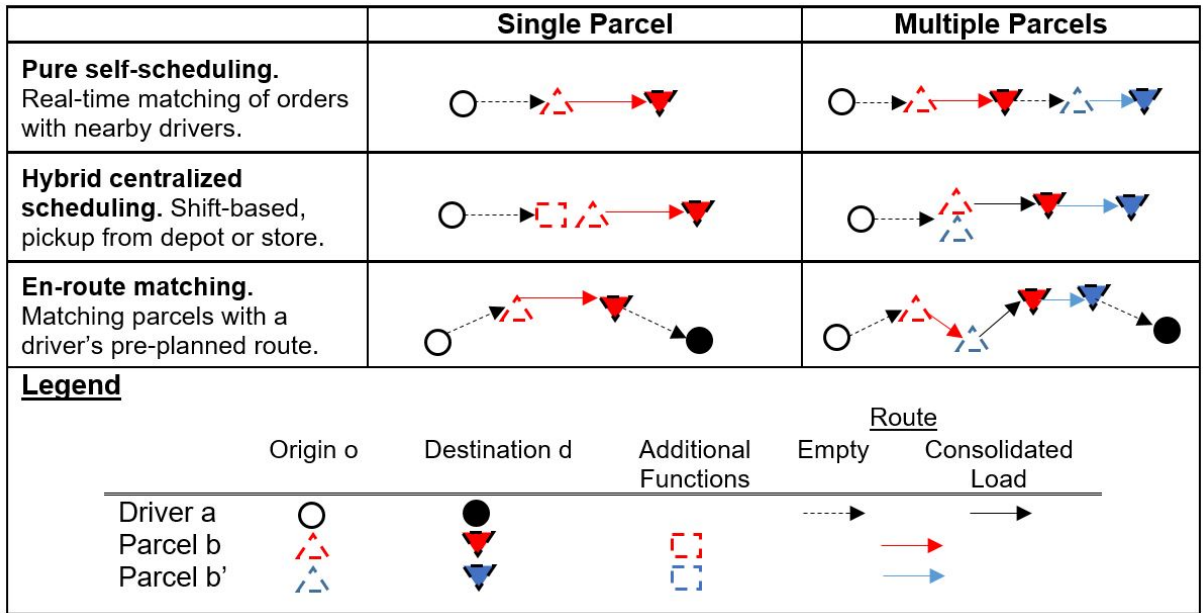 Single Parcel
Multiple Parcels
Pure self-scheduling.
Real-time matching of orders
with nearby drivers.
Hybrid centralized
scheduling. Shift-based,
pickup from depot or store.
En-route matching.
Matching parcels with a
driver's pre-planned route.
Legend
Route
Origin o
Destination d
Additional
Functions
Empty
Consolidated
Load
Driver a
Parcel b
Parcel b'